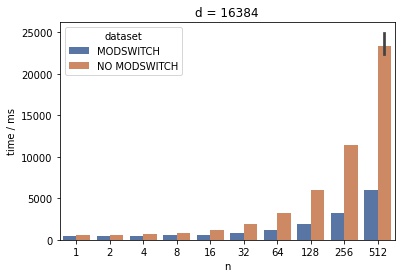 d = 16384
dataset
MODSWITCH
NO MODSWITCH
time / ms
25000
20000
15000
10000
5000
0
1 2 4 8 16 32 64 128 256 512
n